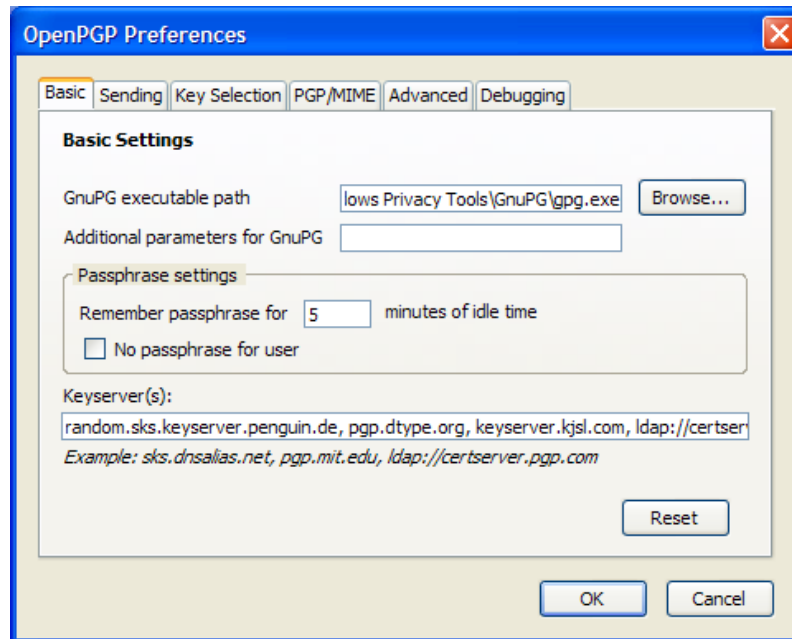 OpenPGP Preferences
Basic Sending Key Selection PGP/MIME Advanced Debugging
Basic Settings
GnuPG executable path lows Privacy Tools\GnuPG\gpg.exe Browse...
Additional parameters for GnuPG
Passphrase settings
Remember passphrase for 5 minutes of idle time
No passphrase for user
Keyserver(s):
random.sks.keyserver.penguin.de, pgp.dtype.org, keyserver.kjsl.com, ldap://certser
Example: sks.dnsalias.net, pgp.mit.edu, ldap://certserver.pgp.com
Reset
OK Cancel